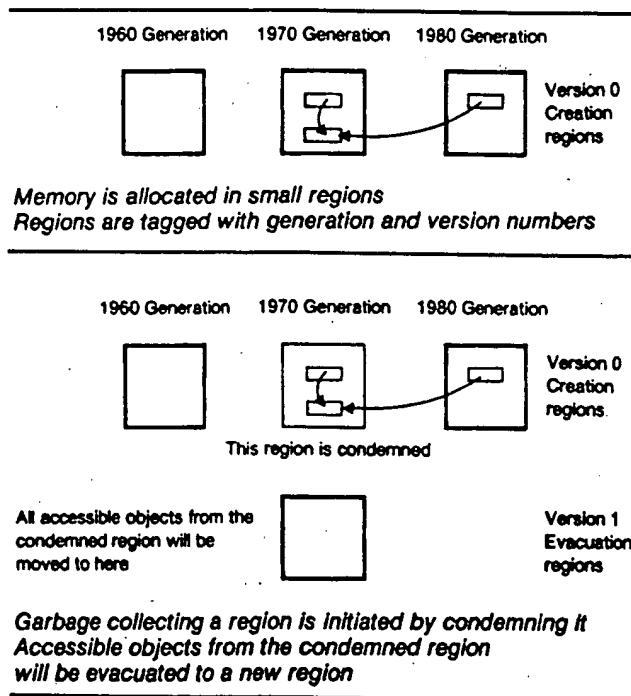 1960 Generation 1970 Generation 1980 Generation
Version 0
Creation
regions
Memory is allocated in small regions
Regions are tagged with generation and version numbers
1960 Generation 1970 Generation 1980 Generation
Version 0
Creation
regions.
This region is condemned
All accessible objects from the
condemned region will be
moved to here
Version 1
Evacuation
regions
Garbage collecting a region is initiated by condemning it
Accessible objects from the condemned region
will be evacuated to a new region